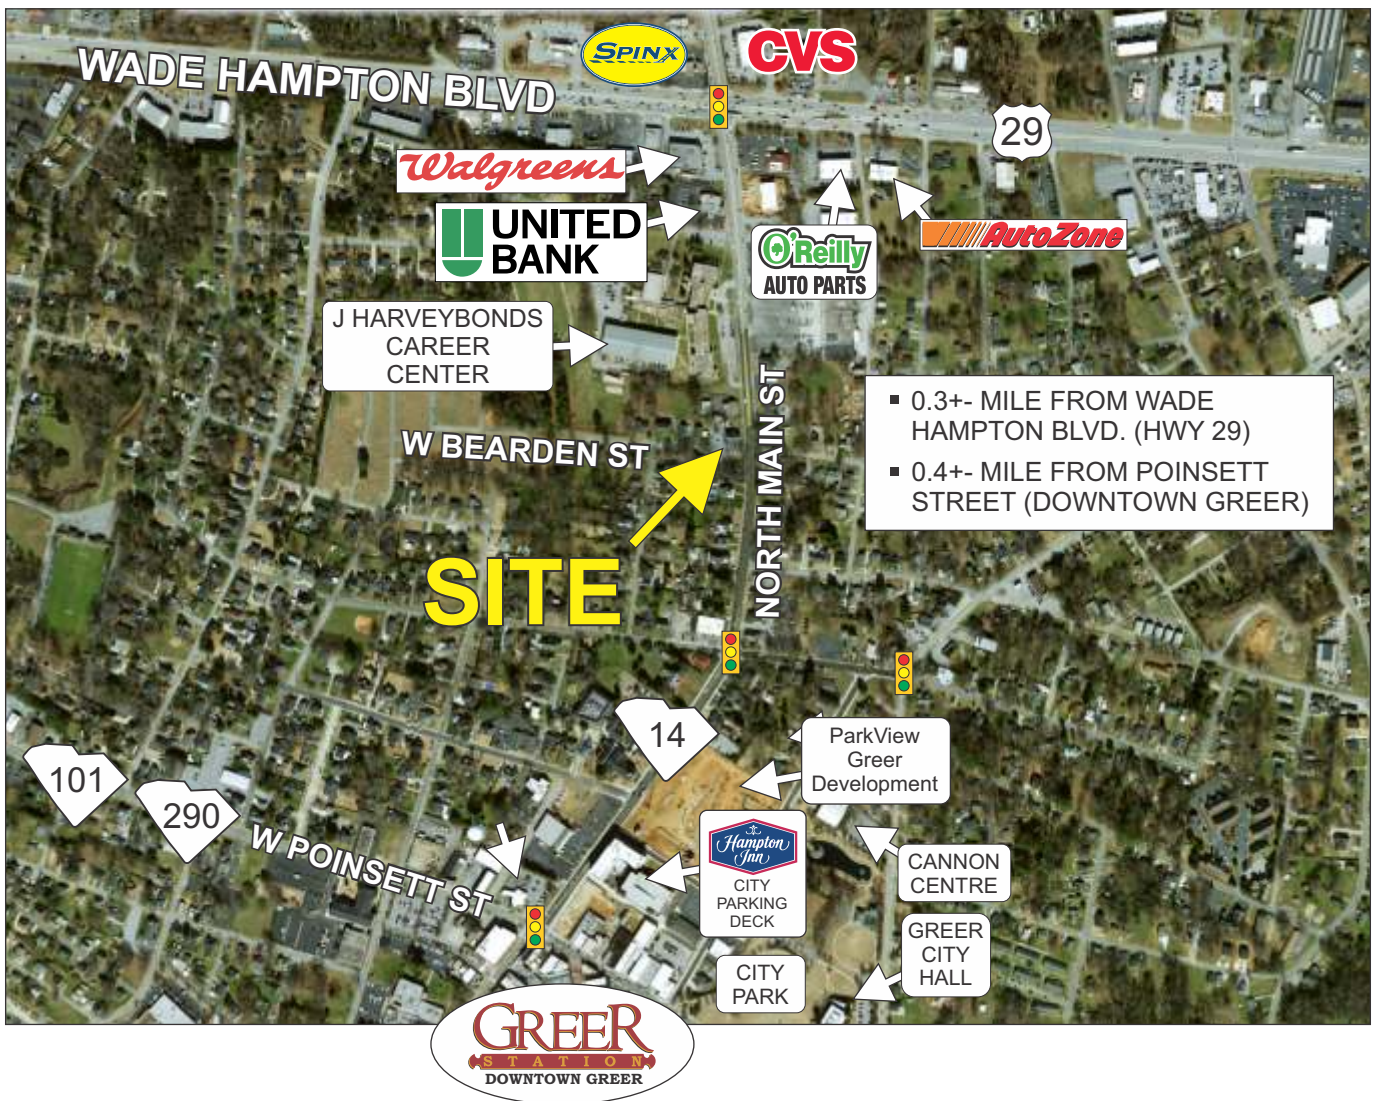 SPINX
CVS
WADE HAMPTON BLVD
29
Walgreens
UNITED
BANK
O'Reilly
AUTO PARTS
AutoZone
J HARVEYBONDS
CAREER
CENTER
NORTH MAIN ST
▪ 0.3+- MILE FROM WADE
HAMPTON BLVD. (HWY 29)
▪ 0.4+- MILE FROM POINSETT
STREET (DOWNTOWN GREER)
W BEARDEN ST
SITE
14
ParkView
Greer
Development
101
290
W POINSETT ST
Hampton
Inn
CITY
PARKING
DECK
CANNON
CENTRE
GREER
CITY
HALL
CITY
PARK
GREER
STATION
DOWNTOWN GREER